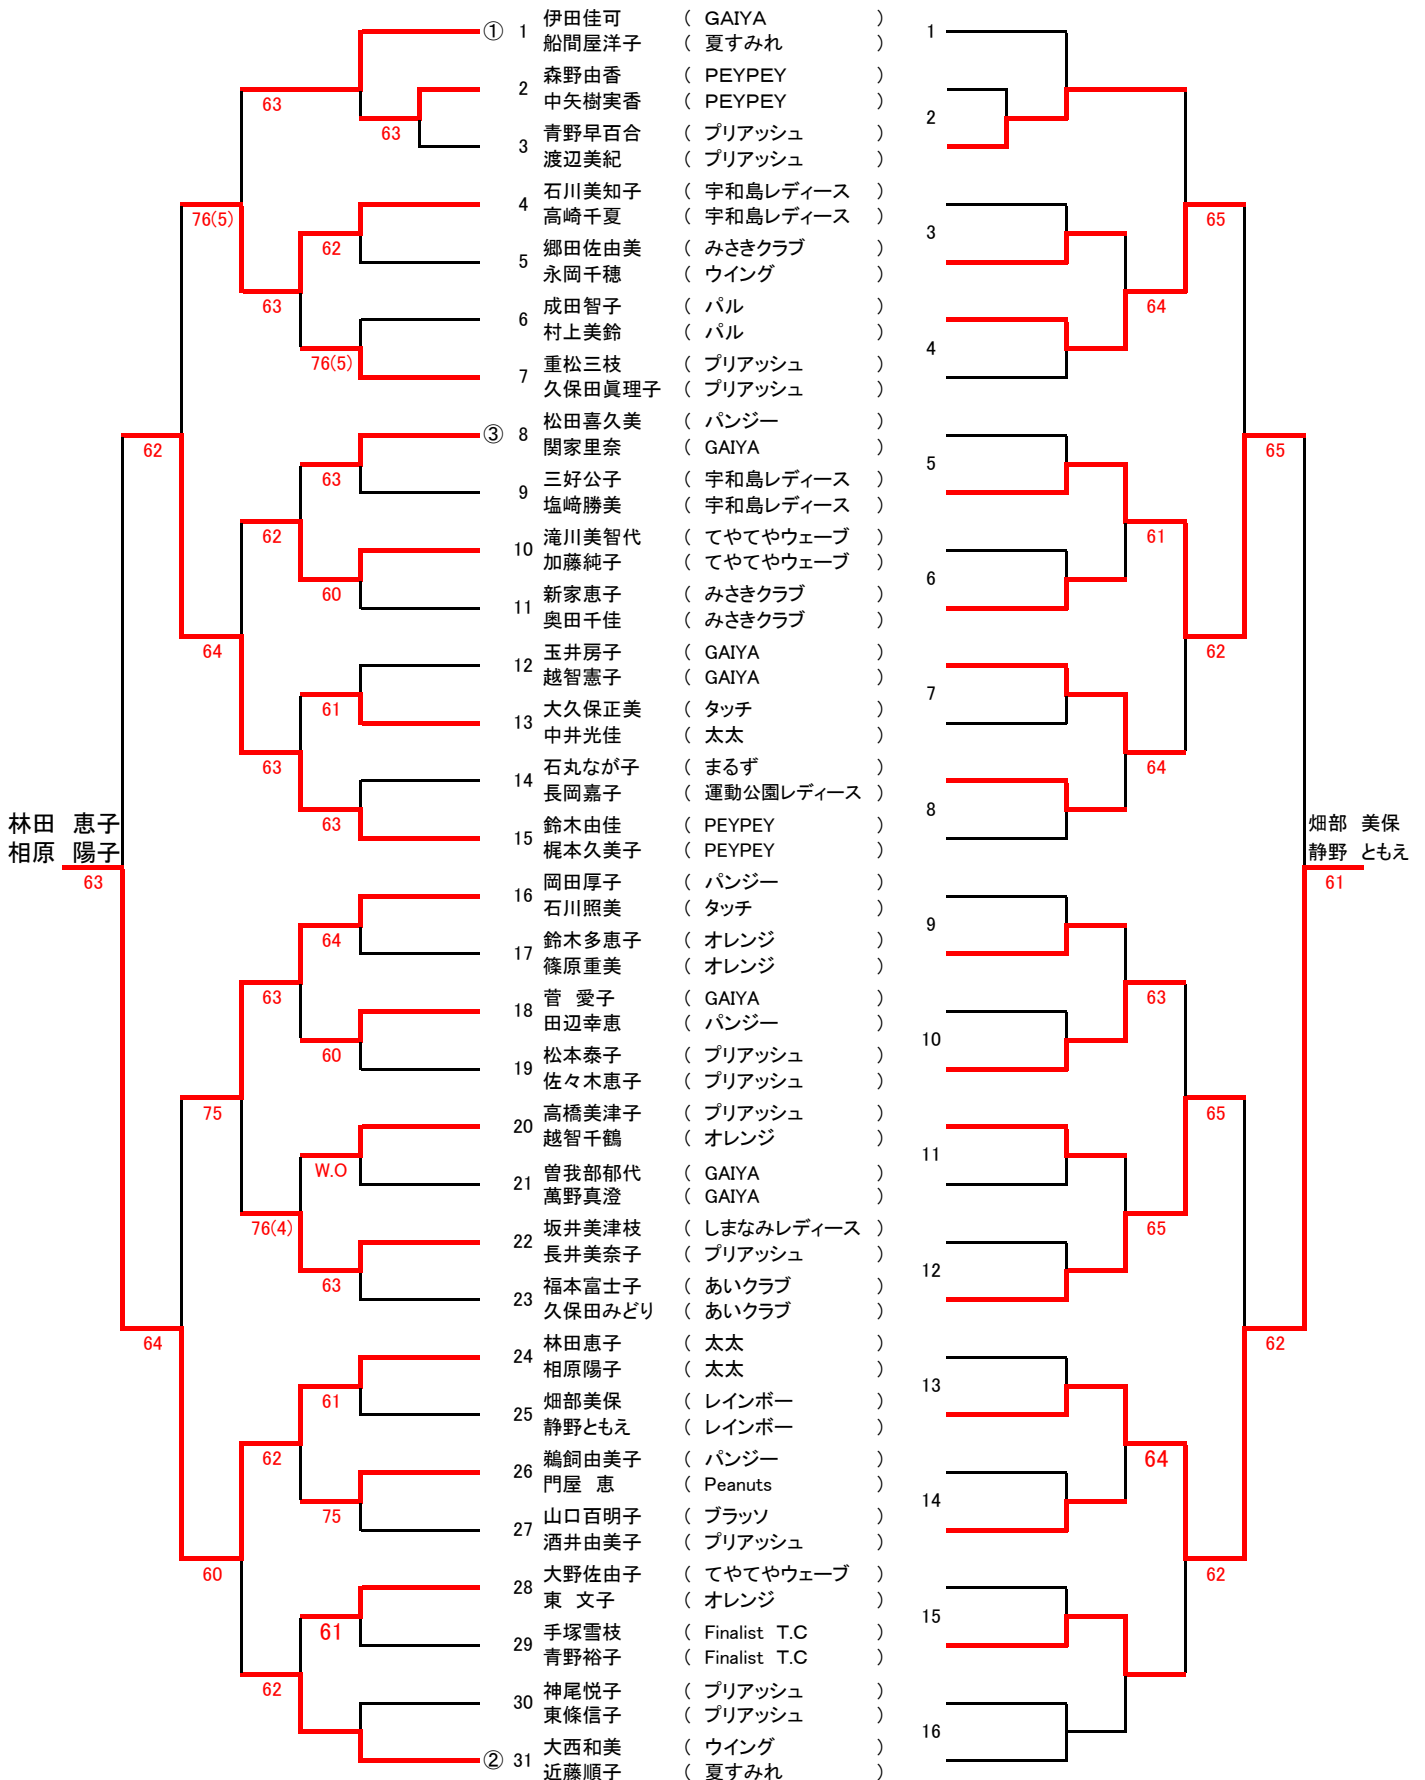 ① 1 伊田佳可 ( GAIYA ) 1
船間屋洋子 ( 夏すみれ )
森野由香 ( PEYPEY )
2
63
中矢樹実香 ( PEYPEY )
2
63
青野早百合 ( プリアッシュ )
3
渡辺美紀 ( プリアッシュ )
石川美知子 ( 宇和島レディース )
4
76(5) 高崎千夏 ( 宇和島レディース ) 65
3
62 郷田佐由美 ( みさきクラブ )
5
永岡千穂 ( ウイング )
63 成田智子 ( パル ) 64
6
村上美鈴 ( パル )
4
76(5) 重松三枝 ( プリアッシュ )
7
久保田眞理子 ( プリアッシュ )
松田喜久美 ( パンジー )
③ 8
62 関家里奈 ( GAIYA ) 65
5
63 三好公子 ( 宇和島レディース )
9
塩﨑勝美 ( 宇和島レディース )
62 滝川美智代 ( てやてやウェーブ ) 61
10
加藤純子 ( てやてやウェーブ )
6
60 新家恵子 ( みさきクラブ )
11
奥田千佳 ( みさきクラブ )
64 玉井房子 ( GAIYA ) 62
12
越智憲子 ( GAIYA )
7
61 大久保正美 ( タッチ )
13
中井光佳 ( 太太 )
63 石丸なが子 ( まるず ) 64
14
長岡嘉子 ( 運動公園レディース )
8
林田 恵子 63 鈴木由佳 ( PEYPEY ) 畑部 美保
15
相原 陽子 梶本久美子 ( PEYPEY ) 静野 ともえ
63 岡田厚子 ( パンジー ) 61
16
石川照美 ( タッチ )
9
64 鈴木多恵子 ( オレンジ )
17
篠原重美 ( オレンジ )
63 菅 愛子 ( GAIYA ) 63
18
田辺幸恵 ( パンジー )
10
60 松本泰子 ( プリアッシュ )
19
佐々木恵子 ( プリアッシュ )
75 高橋美津子 ( プリアッシュ ) 65
20
越智千鶴 ( オレンジ )
11
W.O 曽我部郁代 ( GAIYA )
21
萬野真澄 ( GAIYA )
76(4) 坂井美津枝 ( しまなみレディース ) 65
22
長井美奈子 ( プリアッシュ )
12
63 福本富士子 ( あいクラブ )
23
久保田みどり ( あいクラブ )
64 林田恵子 ( 太太 ) 62
24
相原陽子 ( 太太 )
13
61 畑部美保 ( レインボー )
25
静野ともえ ( レインボー )
62 鵜飼由美子 ( パンジー ) 64
26
門屋 恵 ( Peanuts )
14
75 山口百明子 ( ブラッソ )
27
酒井由美子 ( プリアッシュ )
60 大野佐由子 ( てやてやウェーブ ) 62
28
東 文子 ( オレンジ )
15
61 手塚雪枝 ( Finalist T.C )
29
青野裕子 ( Finalist T.C )
62 神尾悦子 ( プリアッシュ )
30
東條信子 ( プリアッシュ )
16
大西和美 ( ウイング )
② 31
近藤順子 ( 夏すみれ )